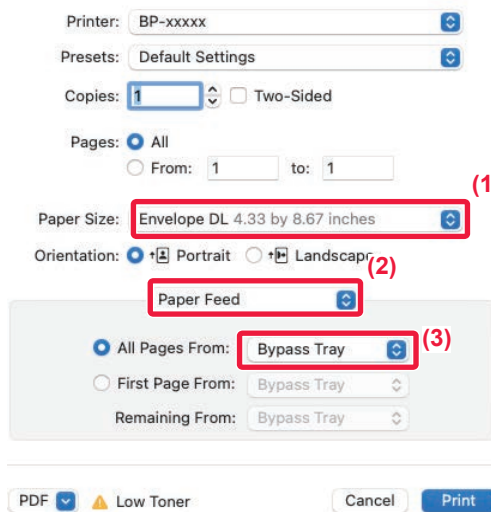 Printer: BP-xxxxx
Presets: Default Settings
Copies: 1 Two-Sided
Pages: All
From: 1 to: 1
(1
Paper Size: Envelope DL 4.33 by 8.67 inches
Orientation: Portrait Landscape
(2)
Paper Feed
(3)
All Pages From: Bypass Tray
First Page From: Bypass Tray
Remaining From: Bypass Tray
PDF Low Toner Cancel Print